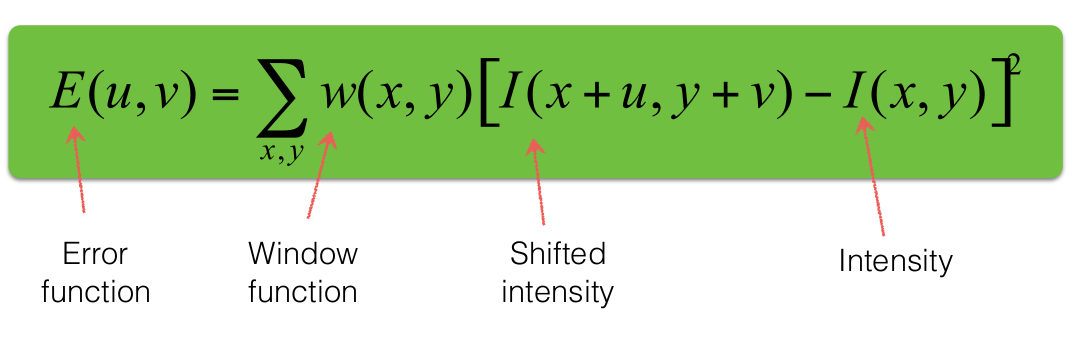 E(u,v) = ∑ w(x,y)[I(x+u,y+v)−I(x,y)]²
x,y
Error
function
Window
function
Shifted
intensity
Intensity